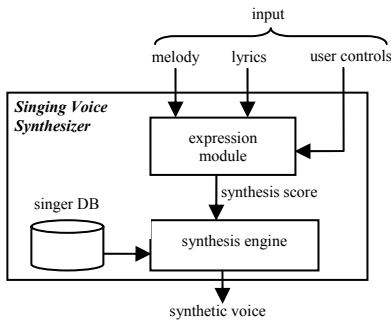 input
melody lyrics user controls
Singing Voice
Synthesizer
expression
module
synthesis score
singer DB
synthesis engine
synthetic voice